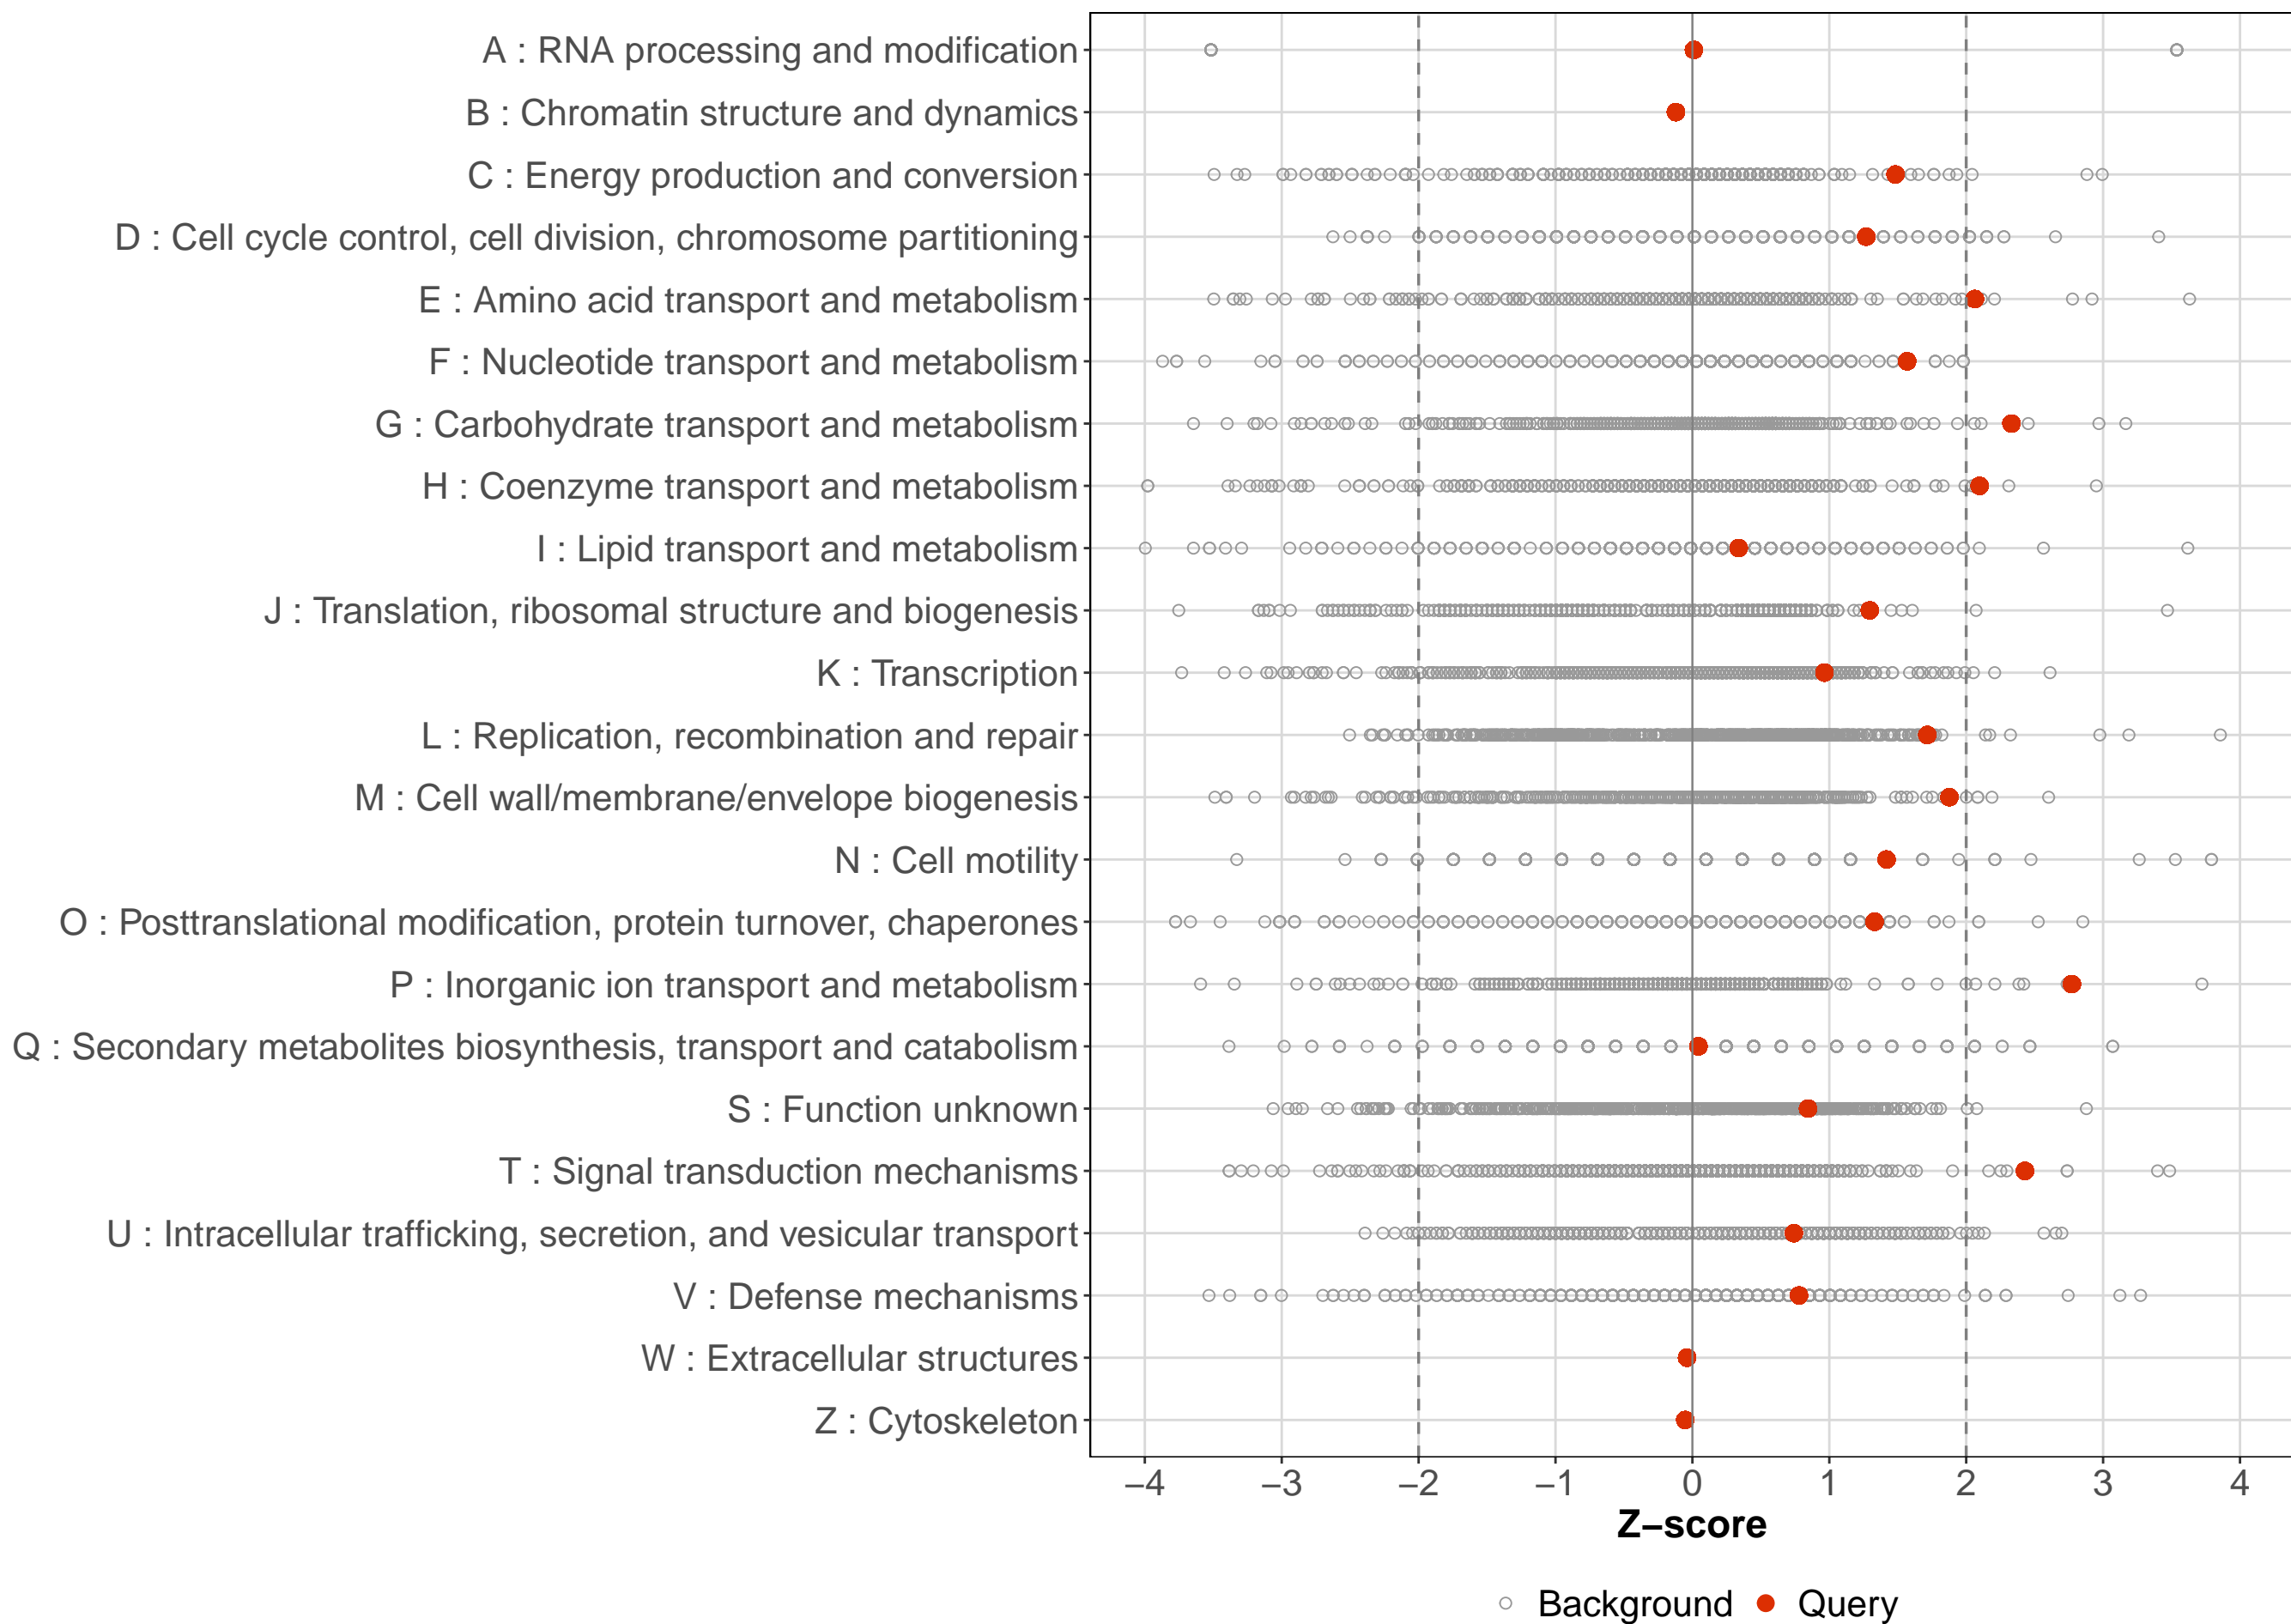 A : RNA processing and modification
B : Chromatin structure and dynamics
C : Energy production and conversion
D : Cell cycle control, cell division, chromosome partitioning
E : Amino acid transport and metabolism
F : Nucleotide transport and metabolism
G : Carbohydrate transport and metabolism
H : Coenzyme transport and metabolism
I : Lipid transport and metabolism
J : Translation, ribosomal structure and biogenesis
K : Transcription
L : Replication, recombination and repair
M : Cell wall/membrane/envelope biogenesis
N : Cell motility
O : Posttranslational modification, protein turnover, chaperones
P : Inorganic ion transport and metabolism
Q : Secondary metabolites biosynthesis, transport and catabolism
S : Function unknown
T : Signal transduction mechanisms
U : Intracellular trafficking, secretion, and vesicular transport
V : Defense mechanisms
W : Extracellular structures
Z : Cytoskeleton
−4 −3 −2 −1 0 1 2 3 4
Z−score
Background Query